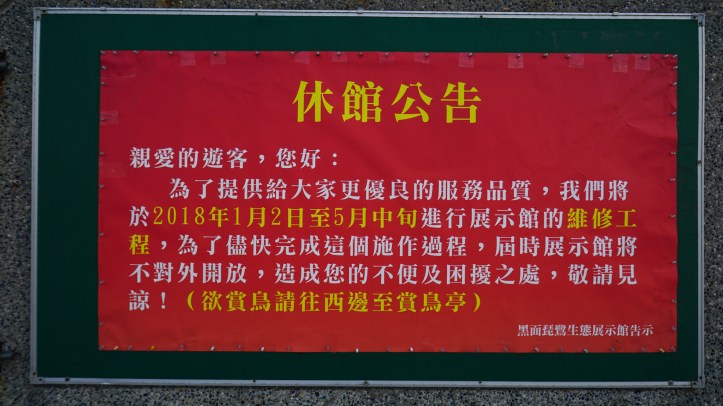 休館公告
親愛的遊客，您好：
為了提供給大家更優良的服務品質，我們將
於2018年1月2日至5月中旬進行展示館的維修工
程，為了儘快完成這個施作過程，屆時展示館將
不對外開放，造成您的不便及困擾之處，敬請見
諒！（欲賞鳥請往西邊至賞鳥亭）
黑面琵鷺生態展示館告示